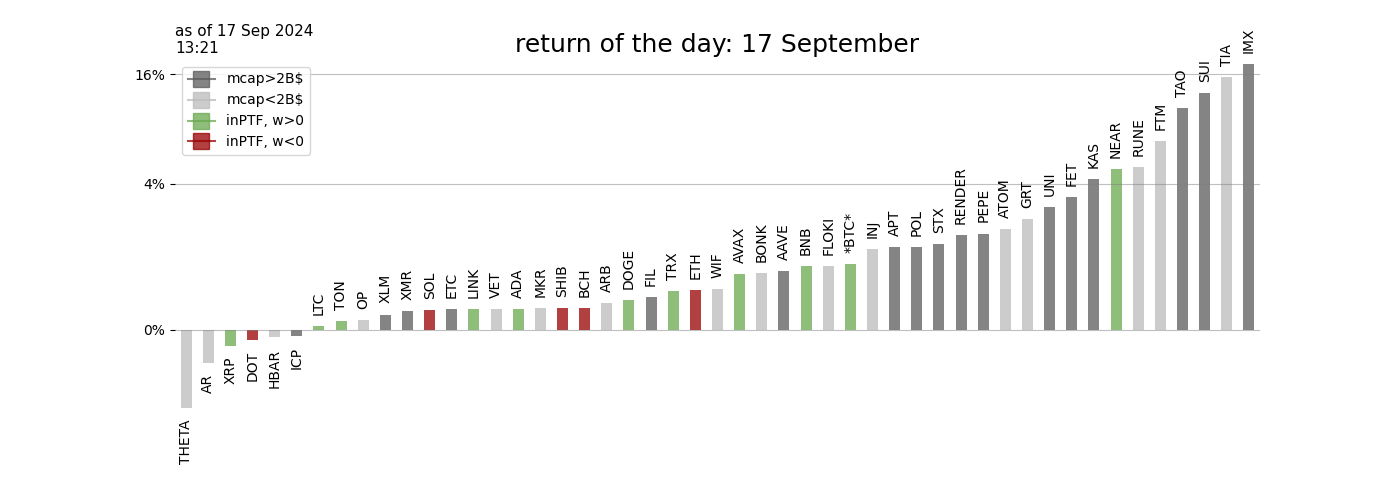 as of 17 Sep 2024
13:21
return of the day: 17 September
mcap>2B$
mcap<2B$
inPTF, w>0
inPTF, w<0
16%
4%
0%
THETA
AR
XRP
DOT
HBAR
ICP
LTC
TON
OP
XLM
XMR
SOL
ETC
LINK
VET
ADA
MKR
SHIB
BCH
ARB
DOGE
FIL
TRX
ETH
WIF
AVAX
BONK
AAVE
BNB
FLOKI
*BTC*
INJ
APT
POL
STX
RENDER
PEPE
ATOM
GRT
UNI
FET
KAS
NEAR
RUNE
FTM
TAO
SUI
TIA
IMX